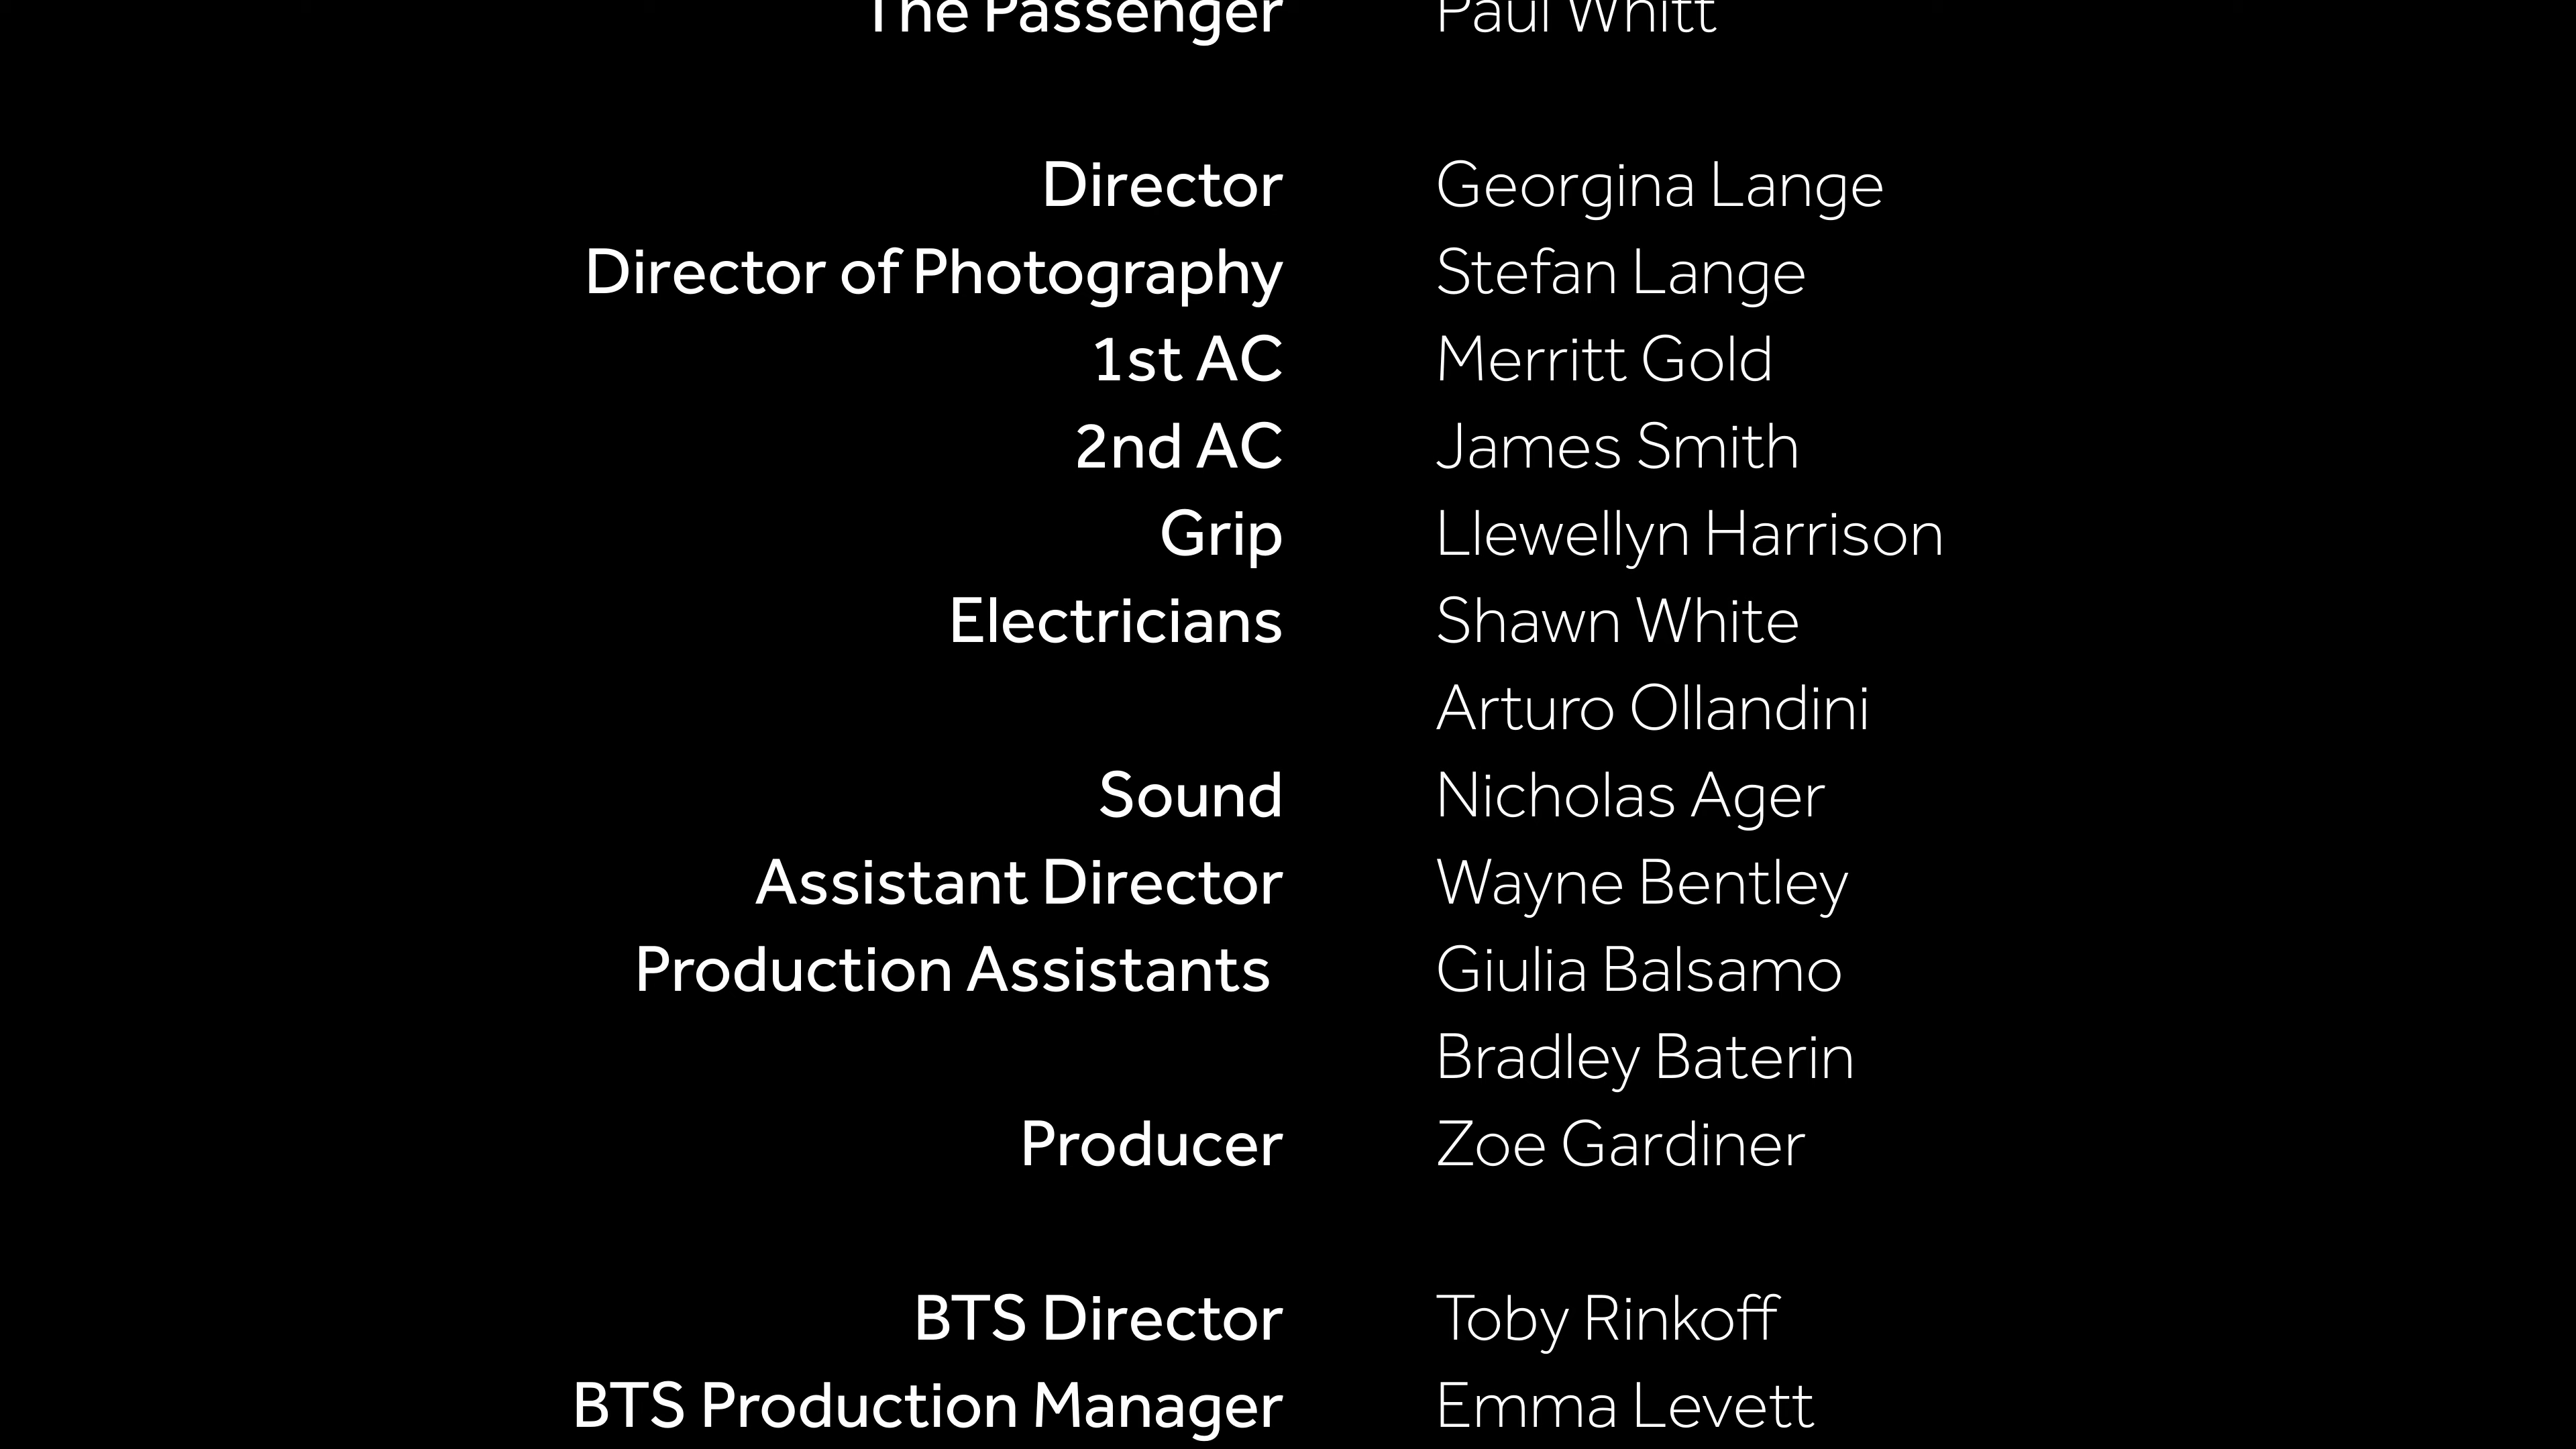 The Passenger Paul Whitt
Director Georgina Lange
Director of Photography Stefan Lange
1st AC Merritt Gold
2nd AC James Smith
Grip Llewellyn Harrison
Electricians Shawn White
Arturo Ollandini
Sound Nicholas Ager
Assistant Director Wayne Bentley
Production Assistants Giulia Balsamo
Bradley Baterin
Producer Zoe Gardiner
BTS Director Toby Rinkoff
BTS Production Manager Emma Levett